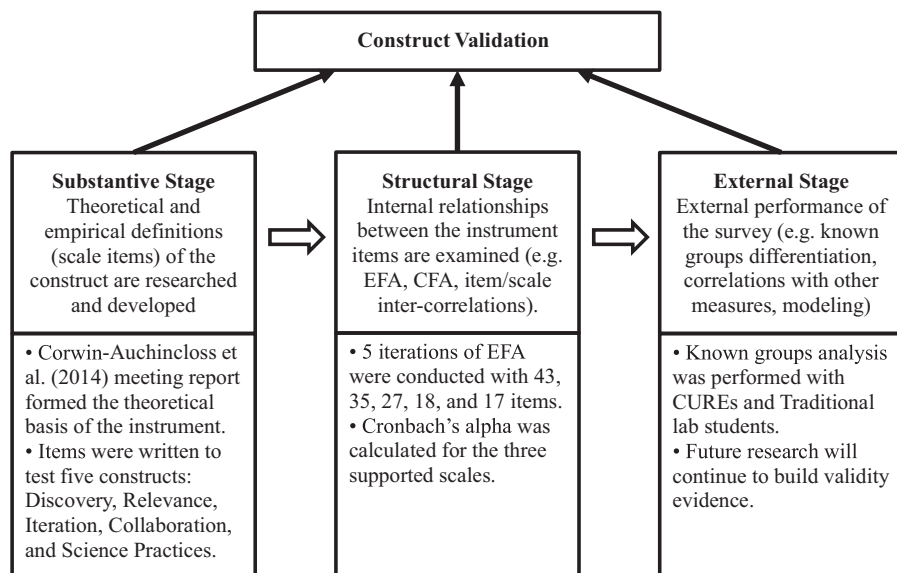 Construct Validation
Substantive Stage
Theoretical and
empirical definitions
(scale items) of the
construct are researched
and developed
• Corwin-Auchincloss
et al. (2014) meeting report
formed the theoretical
basis of the instrument.
• Items were written to
test five constructs:
Discovery, Relevance,
Iteration, Collaboration,
and Science Practices.
Structural Stage
Internal relationships
between the instrument
items are examined (e.g.
EFA, CFA, item/scale
inter-correlations).
• 5 iterations of EFA
were conducted with 43,
35, 27, 18, and 17 items.
• Cronbach’s alpha was
calculated for the three
supported scales.
External Stage
External performance of
the survey (e.g. known
groups differentiation,
correlations with other
measures, modeling)
• Known groups analysis
was performed with
CUREs and Traditional
lab students.
• Future research will
continue to build validity
evidence.